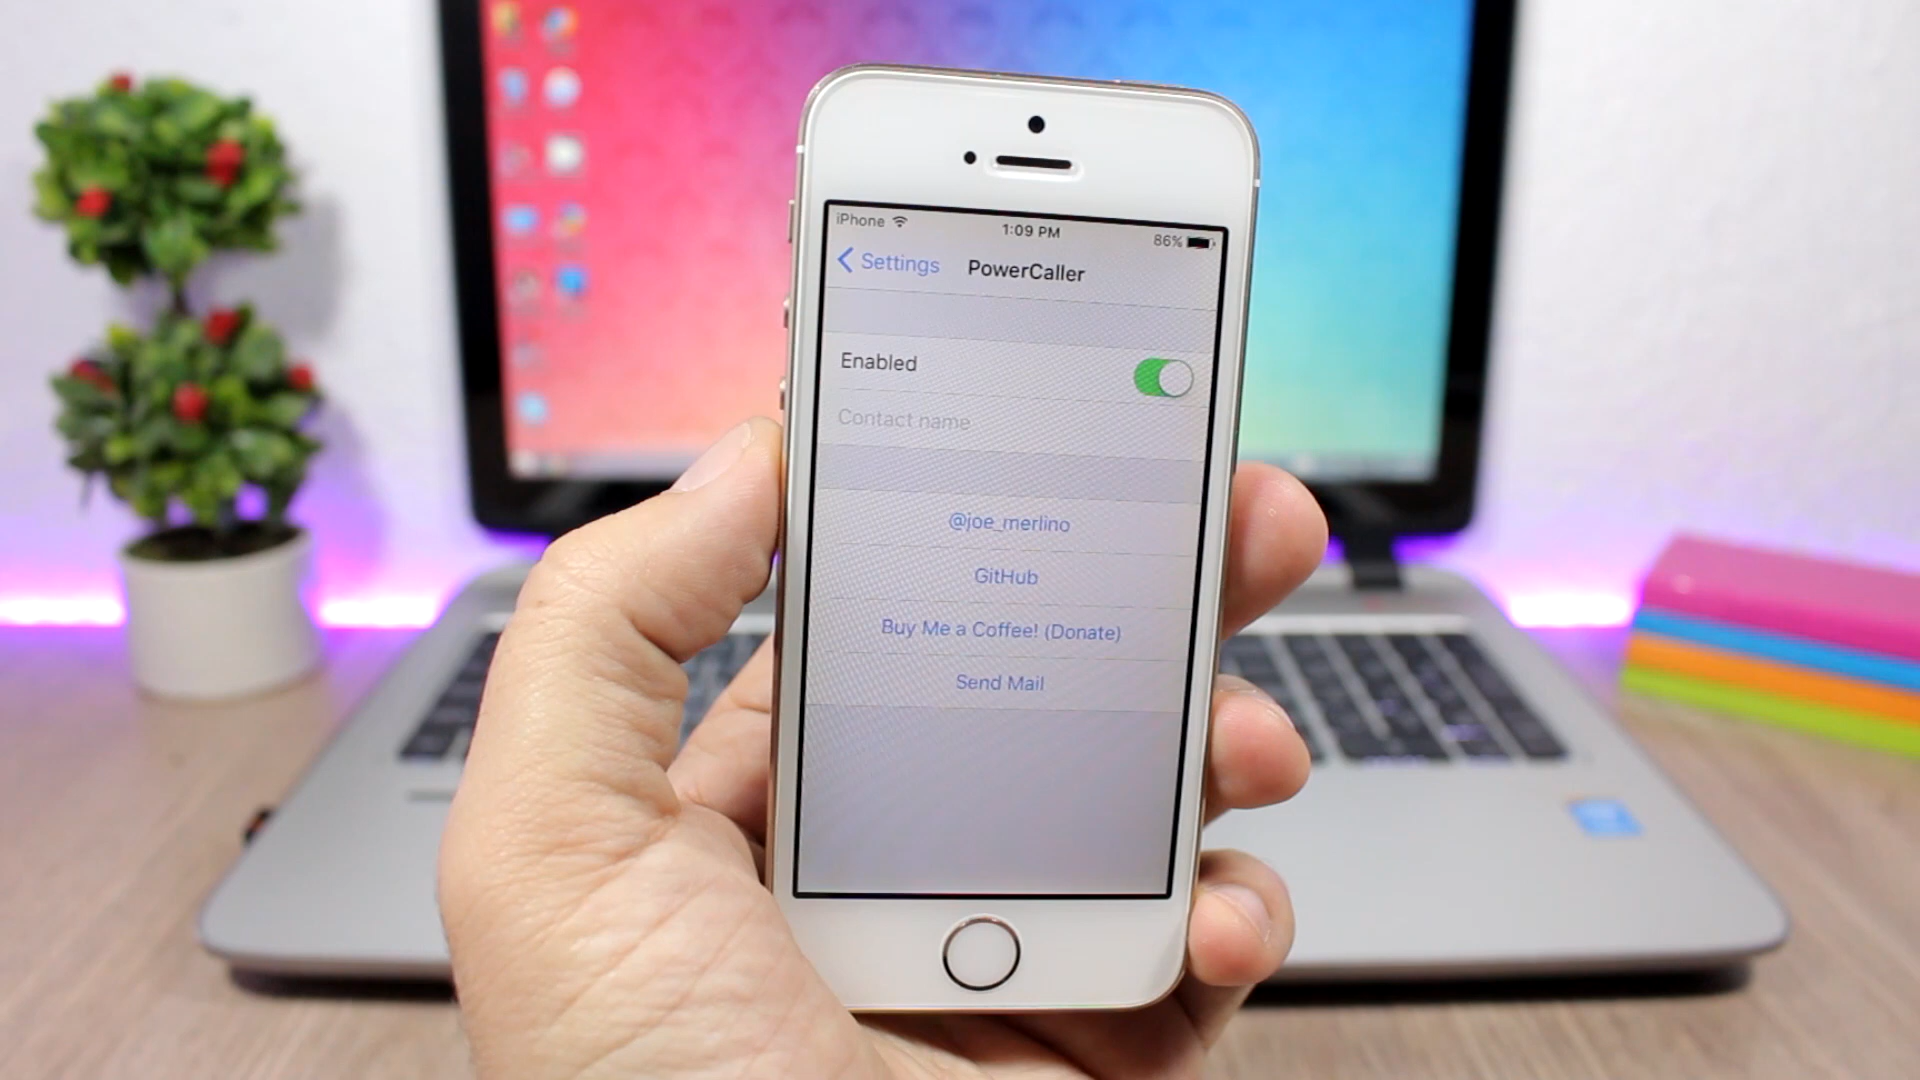 iPhone
1:09 PM
86%
Settings
PowerCaller
Enabled
Contact name
@joe_merlino
GitHub
Buy Me a Coffee! (Donate)
Send Mail